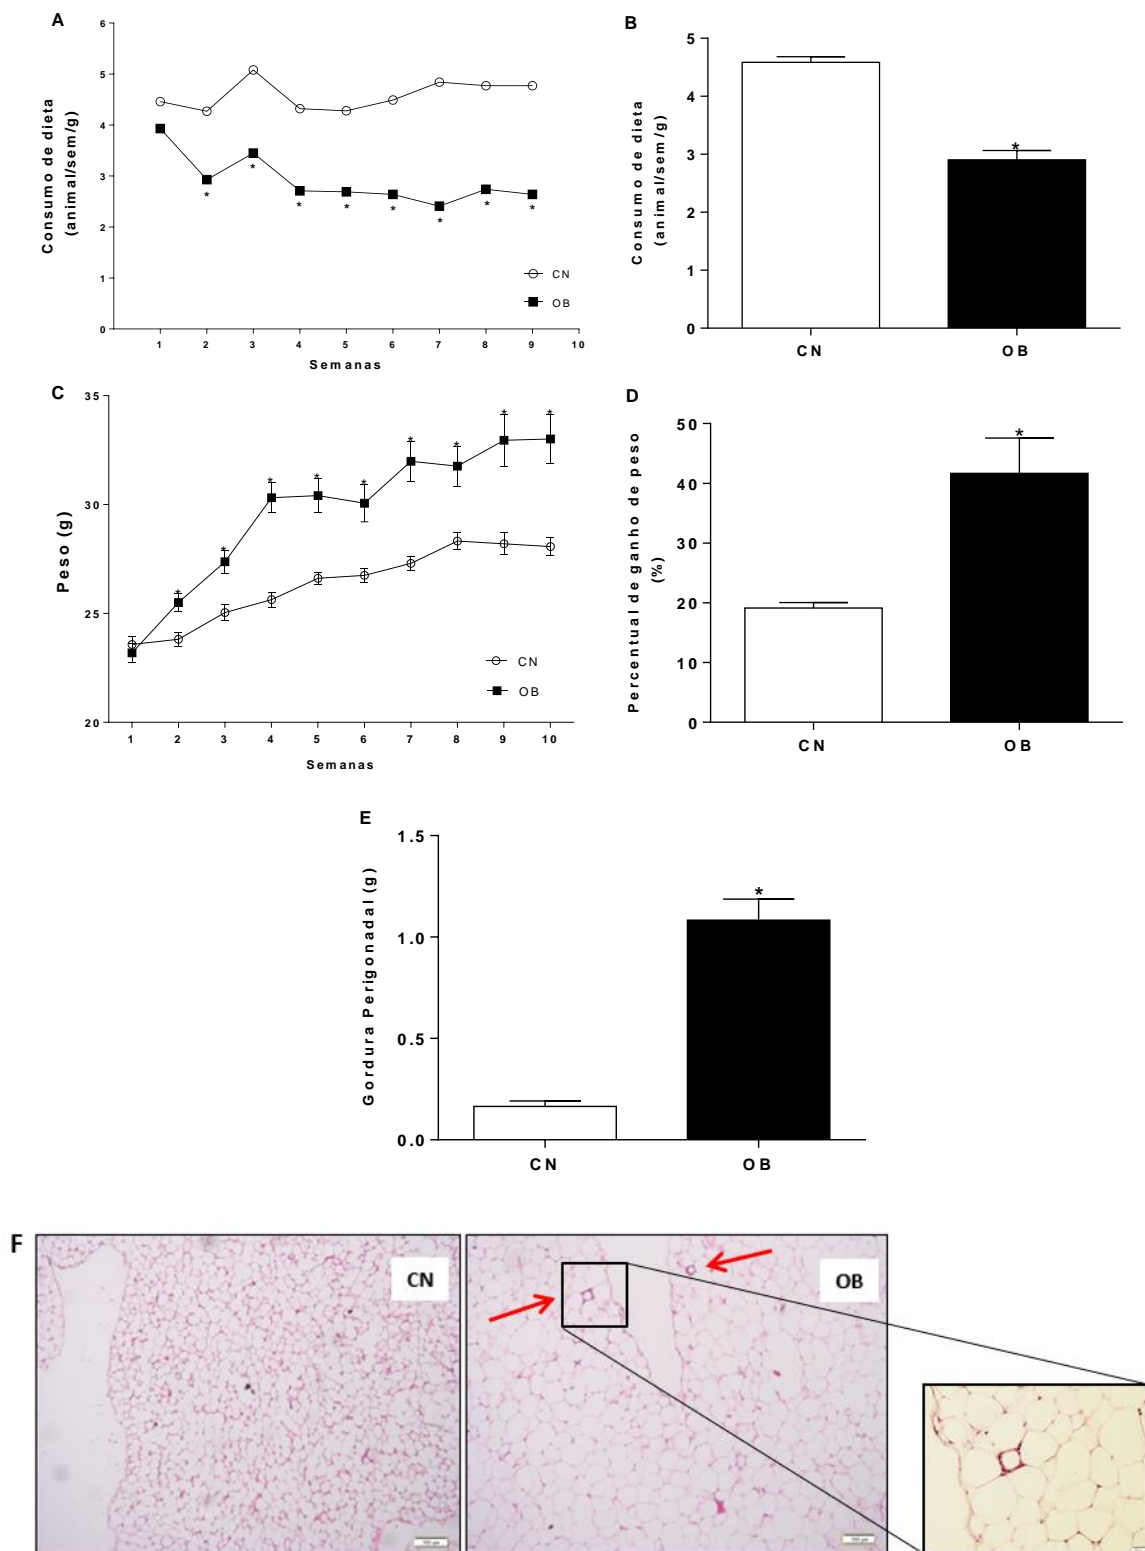 A
Consumo de dieta
(animal/sem/g)
6
5
4
3
2
1
0
* * * * * * * *
CN
OB
1 2 3 4 5 6 7 8 9 10
Semanas
B
Consumo de dieta
(animal/sem/g)
5
4
3
2
1
0
*
CN OB
C
Peso (g)
35
30
25
20
* * * * * * * * *
CN
OB
1 2 3 4 5 6 7 8 9 10
Semanas
D
Percentual de ganho de peso
(%)
50
40
30
20
10
0
*
CN OB
E
Gordura Perigonadal (g)
1.5
1.0
0.5
0.0
*
CN OB
F
CN
OB